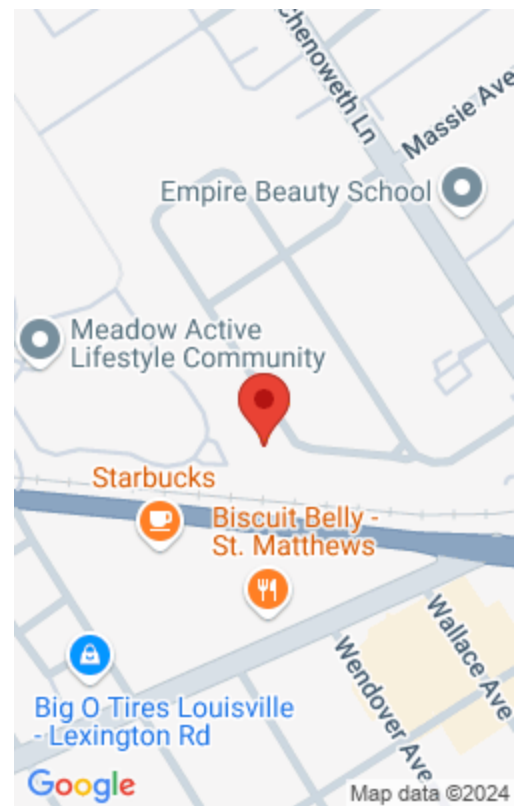 Chenoweth Ln
Massie Ave
Empire Beauty School
Meadow Active
Lifestyle Community
Starbucks
Biscuit Belly -
St. Matthews
Wallace Ave
Wendover Ave
Big O Tires Louisville
- Lexington Rd
Google
Map data ©2024